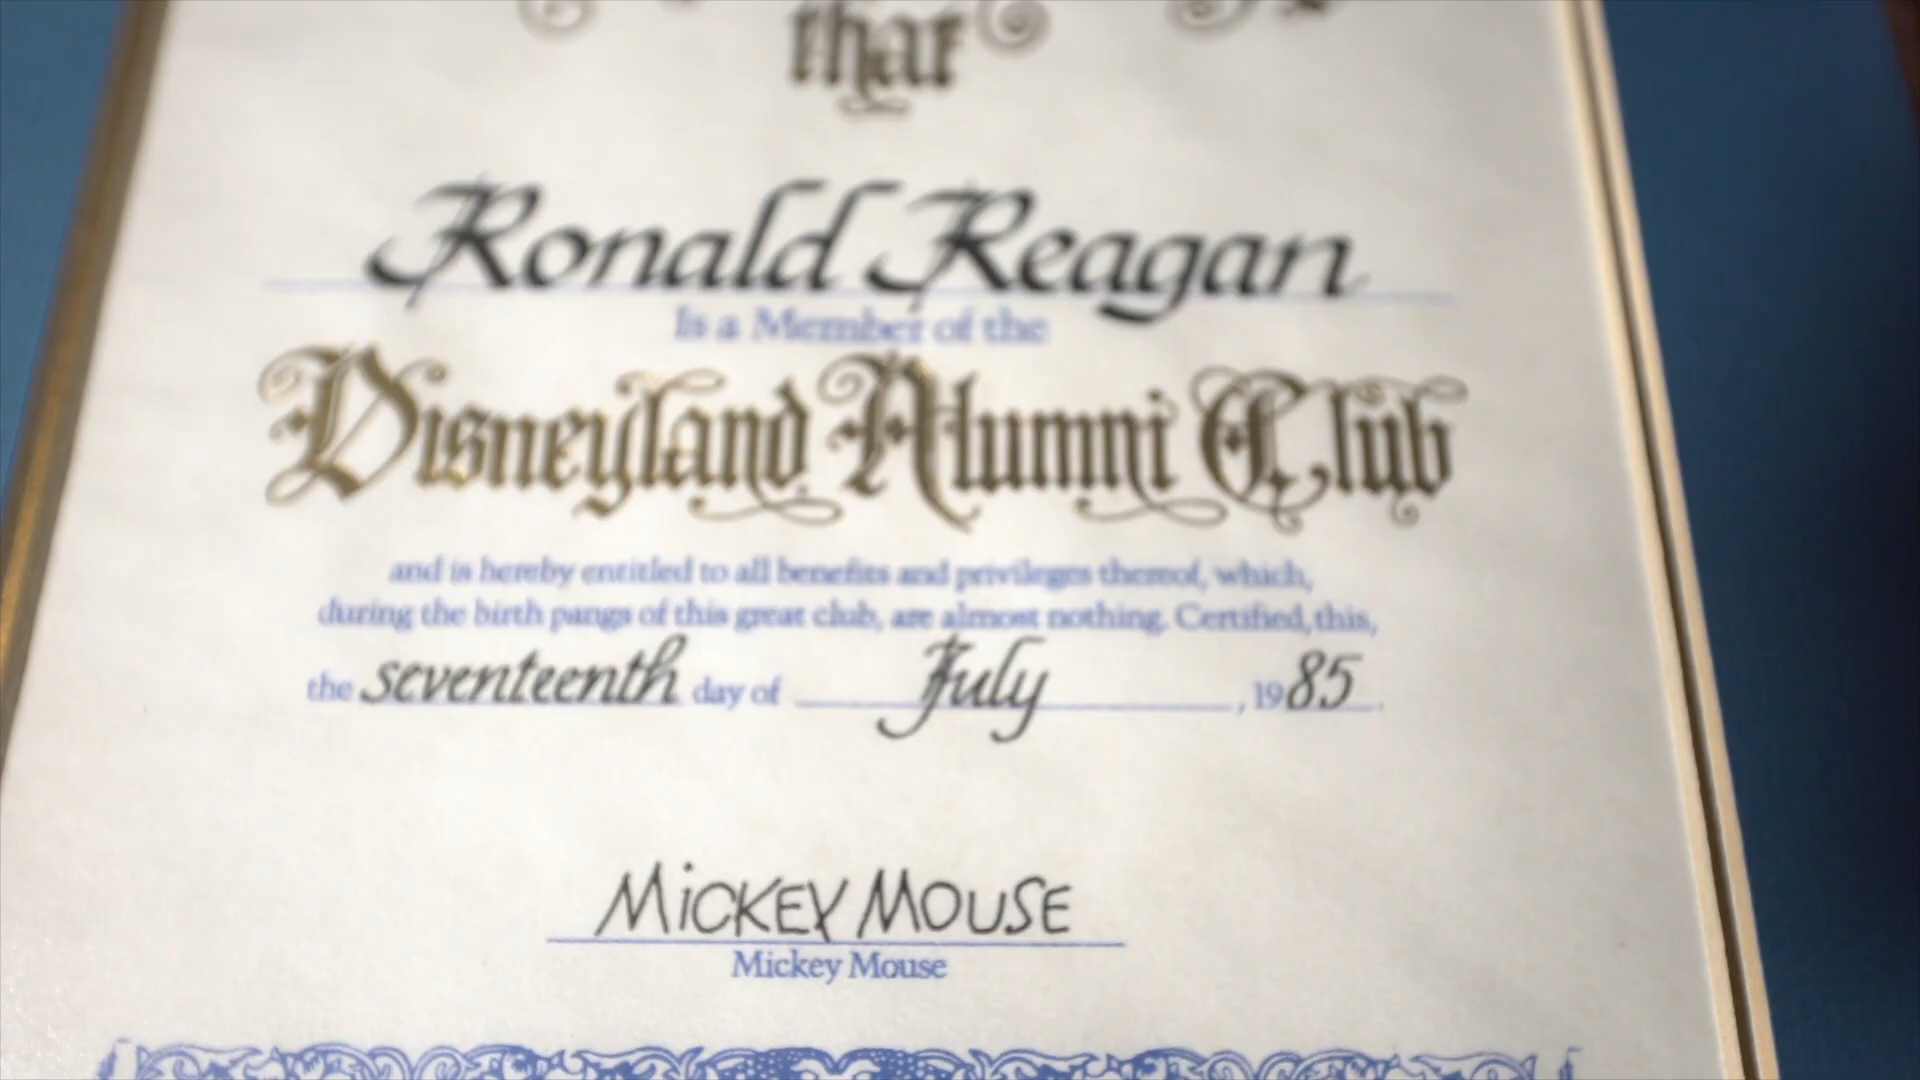 that
Ronald Reagan
Is a Member of the
Disneyland Alumni Club
and is hereby entitled to all benefits and privileges thereof, which,
during the birth pangs of this great club, are almost nothing. Certified, this,
the seventeenth day of July, 1985.
MiCKEY MOUSE
Mickey Mouse